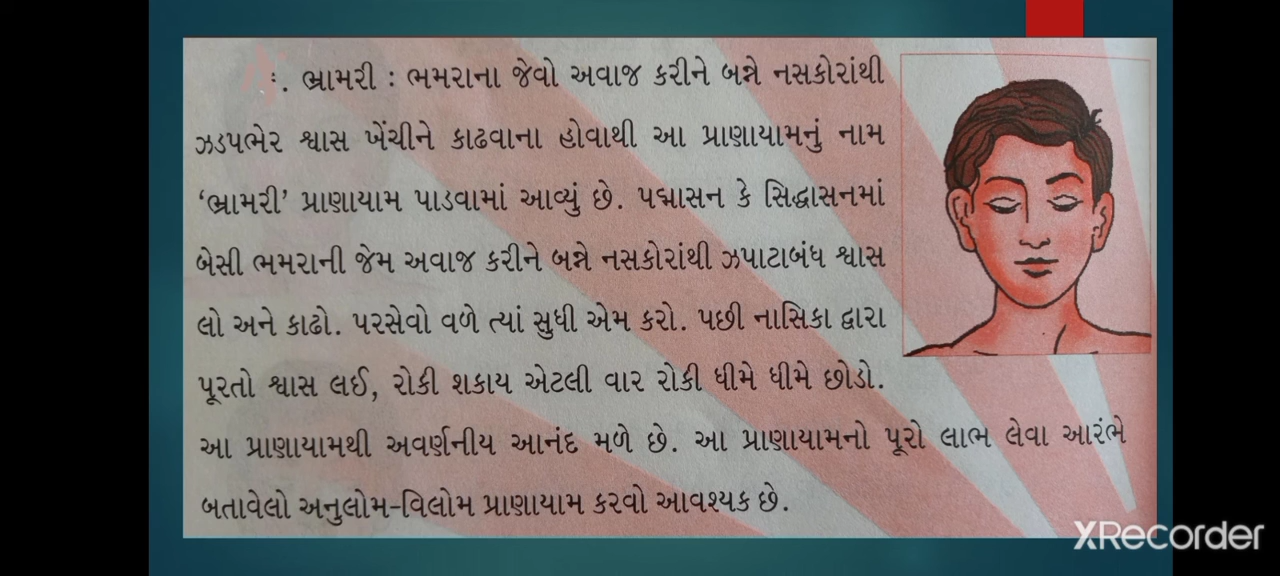 :. ભ્રામરી : ભમરાના જેવો અવાજ કરીને બન્ને નસકોરાંથી
ઝડપભેર શ્વાસ ખેંચીને કાઢવાના હોવાથી આ પ્રાણાયામનું નામ
‘ભ્રામરી’ પ્રાણાયામ પાડવામાં આવ્યું છે. પદ્માસન કે સિદ્ધાસનમાં
બેસી ભમરાની જેમ અવાજ કરીને બન્ને નસકોરાંથી ઝપાટાબંધ શ્વાસ
લો અને કાઢો. પરસેવો વળે ત્યાં સુધી એમ કરો. પછી નાસિકા દ્વારા
પૂરતો શ્વાસ લઈ, રોકી શકાય એટલી વાર રોકી ધીમે ધીમે છોડો.
આ પ્રાણાયામથી અવર્ણનીય આનંદ મળે છે. આ પ્રાણાયામનો પૂરો લાભ લેવા આરંભે
બતાવેલો અનુલોમ-વિલોમ પ્રાણાયામ કરવો આવશ્યક છે.
XRecorder